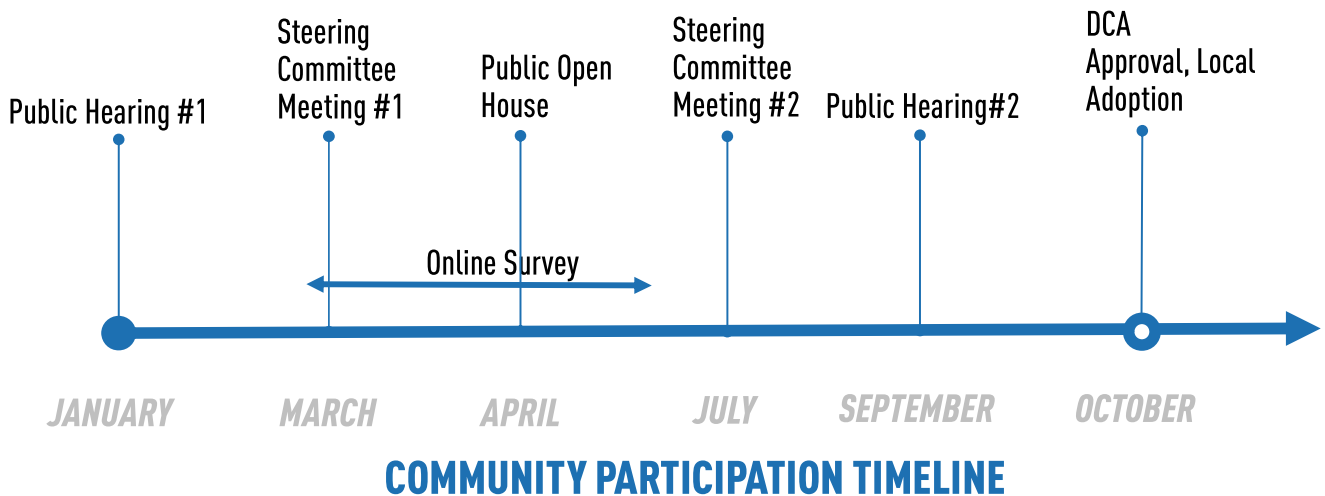 Public Hearing #1
Steering
Committee
Meeting #1
Public Open
House
Steering
Committee
Meeting #2
Public Hearing#2
DCA
Approval, Local
Adoption
Online Survey
JANUARY
MARCH
APRIL
JULY
SEPTEMBER
OCTOBER
COMMUNITY PARTICIPATION TIMELINE